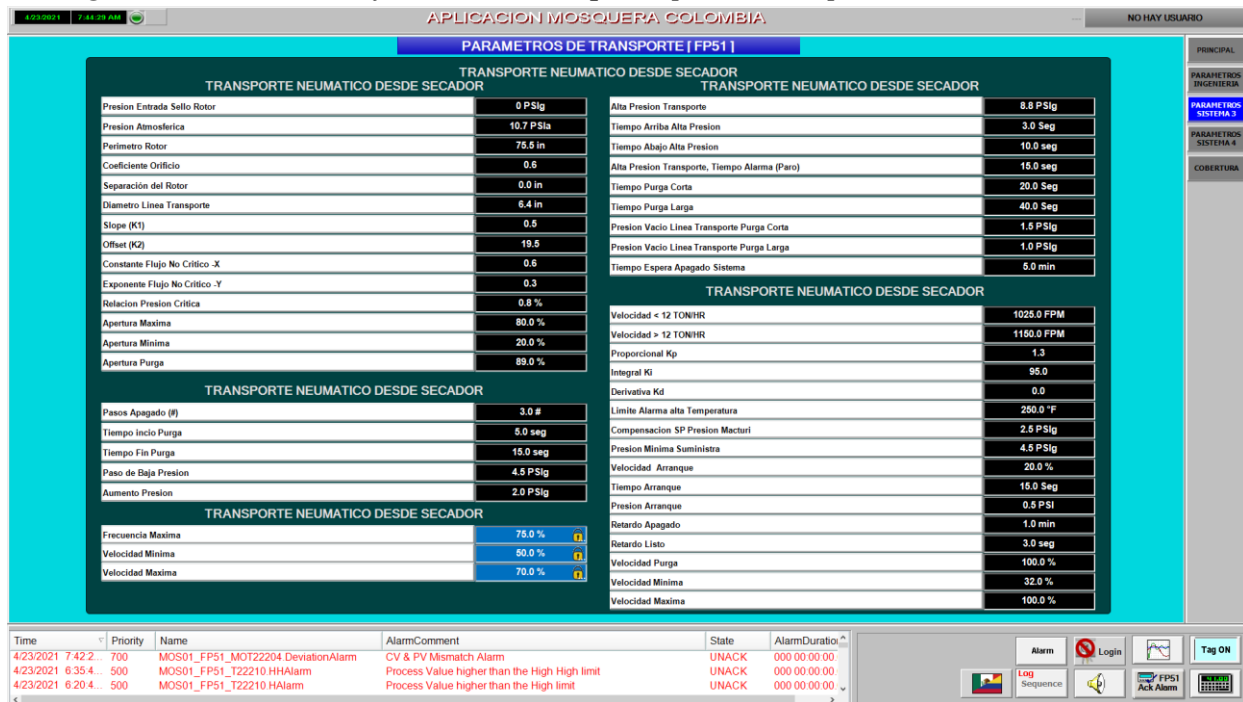 4/23/2021 7:44:29 AM
APLICACION MOSQUERA COLOMBIA
NO HAY USUARIO
PARAMETROS DE TRANSPORTE [ FP51 ]
TRANSPORTE NEUMATICO DESDE SECADOR
TRANSPORTE NEUMATICO DESDE SECADOR
Presion Entrada Sello Rotor 0 PSIg
Presion Atmosferica 10.7 PSIa
Perimetro Rotor 75.5 in
Coeficiente Orificio 0.6
Separación del Rotor 0.0 in
Diametro Linea Transporte 6.4 in
Slope (K1) 0.5
Offset (K2) 19.5
Constante Flujo No Critico -X 0.6
Exponente Flujo No Critico -Y 0.3
Relacion Presion Critica 0.8 %
Apertura Maxima 80.0 %
Apertura Minima 20.0 %
Apertura Purga 89.0 %
TRANSPORTE NEUMATICO DESDE SECADOR
Pasos Apagado (#) 3.0 #
Tiempo incio Purga 5.0 seg
Tiempo Fin Purga 15.0 seg
Paso de Baja Presion 4.5 PSIg
Aumento Presion 2.0 PSIg
TRANSPORTE NEUMATICO DESDE SECADOR
Frecuencia Maxima 75.0 %
Velocidad Minima 50.0 %
Velocidad Maxima 70.0 %
TRANSPORTE NEUMATICO DESDE SECADOR
Alta Presion Transporte 8.8 PSIg
Tiempo Arriba Alta Presion 3.0 Seg
Tiempo Abajo Alta Presion 10.0 seg
Alta Presion Transporte, Tiempo Alarma (Paro) 15.0 seg
Tiempo Purga Corta 20.0 Seg
Tiempo Purga Larga 40.0 Seg
Presion Vacio Linea Transporte Purga Corta 1.5 PSIg
Presion Vacio Linea Transporte Purga Larga 1.0 PSIg
Tiempo Espera Apagado Sistema 5.0 min
TRANSPORTE NEUMATICO DESDE SECADOR
Velocidad < 12 TON/HR 1025.0 FPM
Velocidad > 12 TON/HR 1150.0 FPM
Proporcional Kp 1.3
Integral Ki 95.0
Derivativa Kd 0.0
Limite Alarma alta Temperatura 250.0 °F
Compensacion SP Presion Macturi 2.5 PSIg
Presion Minima Suministra 4.5 PSIg
Velocidad Arranque 20.0 %
Tiempo Arranque 15.0 Seg
Presion Arranque 0.5 PSI
Retardo Apagado 1.0 min
Retardo Listo 3.0 seg
Velocidad Purga 100.0 %
Velocidad Minima 32.0 %
Velocidad Maxima 100.0 %
PRINCIPAL
PARAMETROS
INGENIERIA
PARAMETROS
SISTEMA 3
PARAMETROS
SISTEMA 4
COBERTURA
Time Priority Name AlarmComment State AlarmDuratio
4/23/2021 7:42:2... 700 MOS01_FP51_MOT22204.DeviationAlarm CV & PV Mismatch Alarm UNACK 000 00:00:00.
4/23/2021 6:35:4... 500 MOS01_FP51_T22210.HHAlarm Process Value higher than the High High limit UNACK 000 00:00:00.
4/23/2021 6:20:4... 500 MOS01_FP51_T22210.HAlarm Process Value higher than the High limit UNACK 000 00:00:00.
Alarm
Login
Tag ON
Log
Sequence
FP51
Ack Alarm